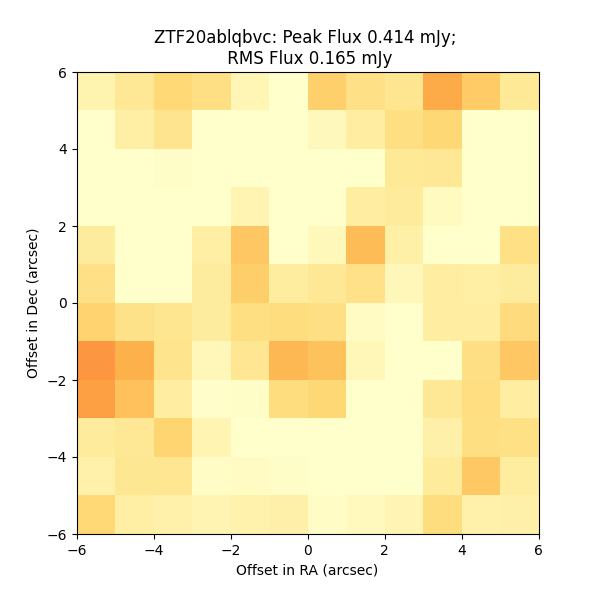 ZTF20ablqbvc: Peak Flux 0.414 mJy;
RMS Flux 0.165 mJy
6
4
2
0
−2
−4
−6
Offset in Dec (arcsec)
−6 −4 −2 0 2 4 6
Offset in RA (arcsec)